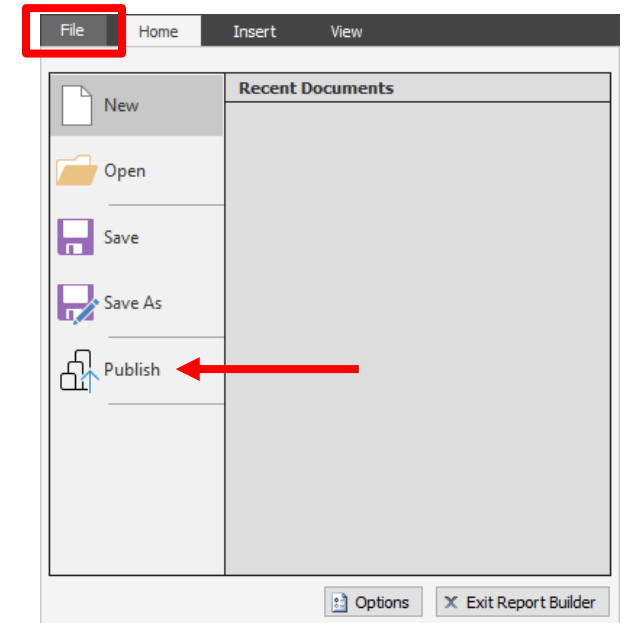 File Home Insert View
Recent Documents
New
Open
Save
Save As
Publish
Options Exit Report Builder